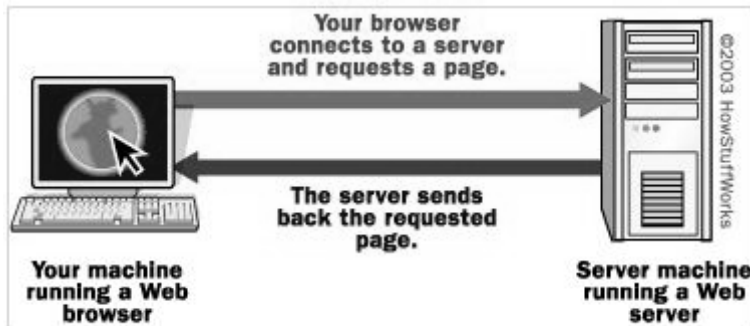 Your browser
connects to a server
and requests a page.
The server sends
back the requested
page.
Your machine
running a Web
browser
Server machine
running a Web
server
©2003 HowStuffWorks